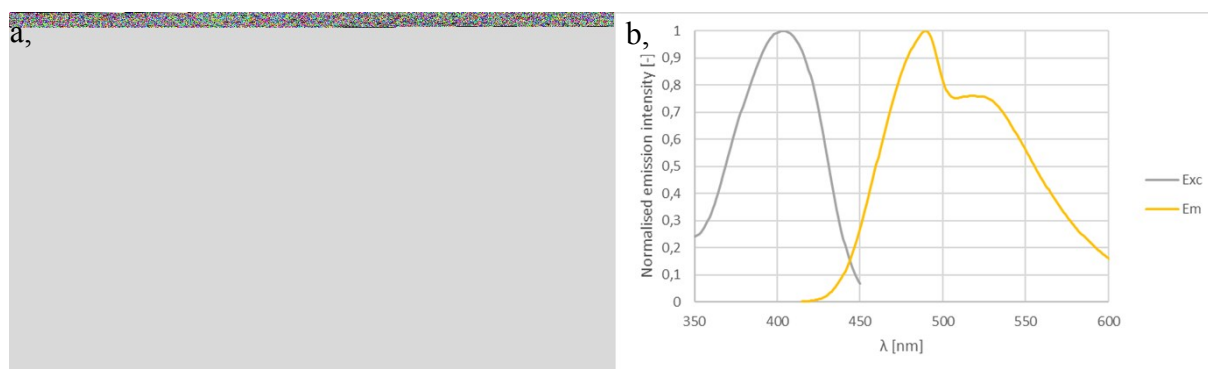 a,
b,
Normalised emission intensity [-]
1
0,9
0,8
0,7
0,6
0,5
0,4
0,3
0,2
0,1
0
350
400
450
500
550
600
λ [nm]
Exc
Em